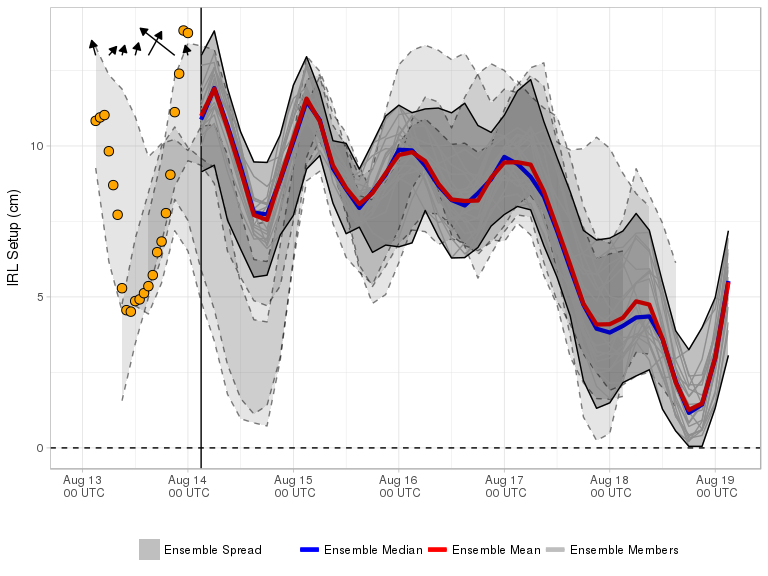 IRL Setup (cm)
10
5
0
Aug 13
00 UTC
Aug 14
00 UTC
Aug 15
00 UTC
Aug 16
00 UTC
Aug 17
00 UTC
Aug 18
00 UTC
Aug 19
00 UTC
Ensemble Spread
Ensemble Median
Ensemble Mean
Ensemble Members